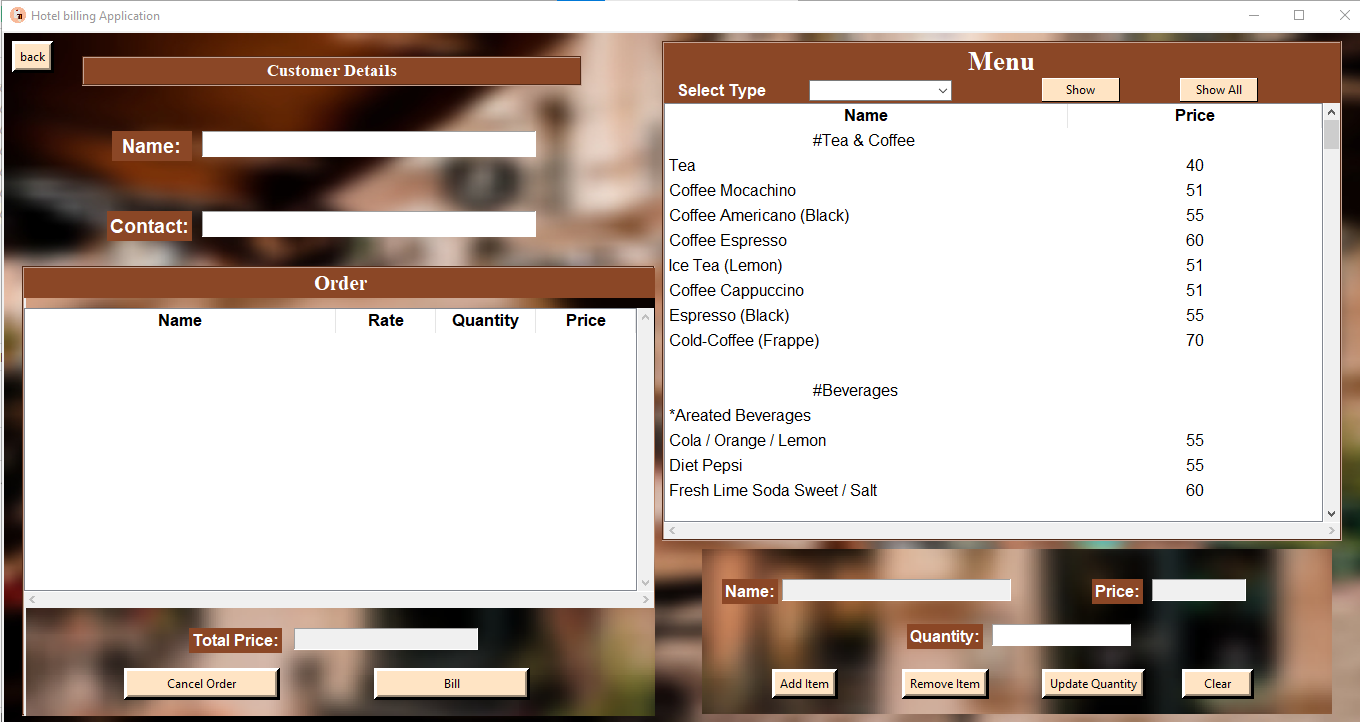 Hotel billing Application
back
Customer Details
Name:
Contact:
Order
Name Rate Quantity Price
Total Price:
Cancel Order Bill
Menu
Select Type Show Show All
Name Price
#Tea & Coffee
Tea 40
Coffee Mocachino 51
Coffee Americano (Black) 55
Coffee Espresso 60
Ice Tea (Lemon) 51
Coffee Cappuccino 51
Espresso (Black) 55
Cold-Coffee (Frappe) 70
#Beverages
*Areated Beverages
Cola / Orange / Lemon 55
Diet Pepsi 55
Fresh Lime Soda Sweet / Salt 60
Name: Price:
Quantity:
Add Item Remove Item Update Quantity Clear